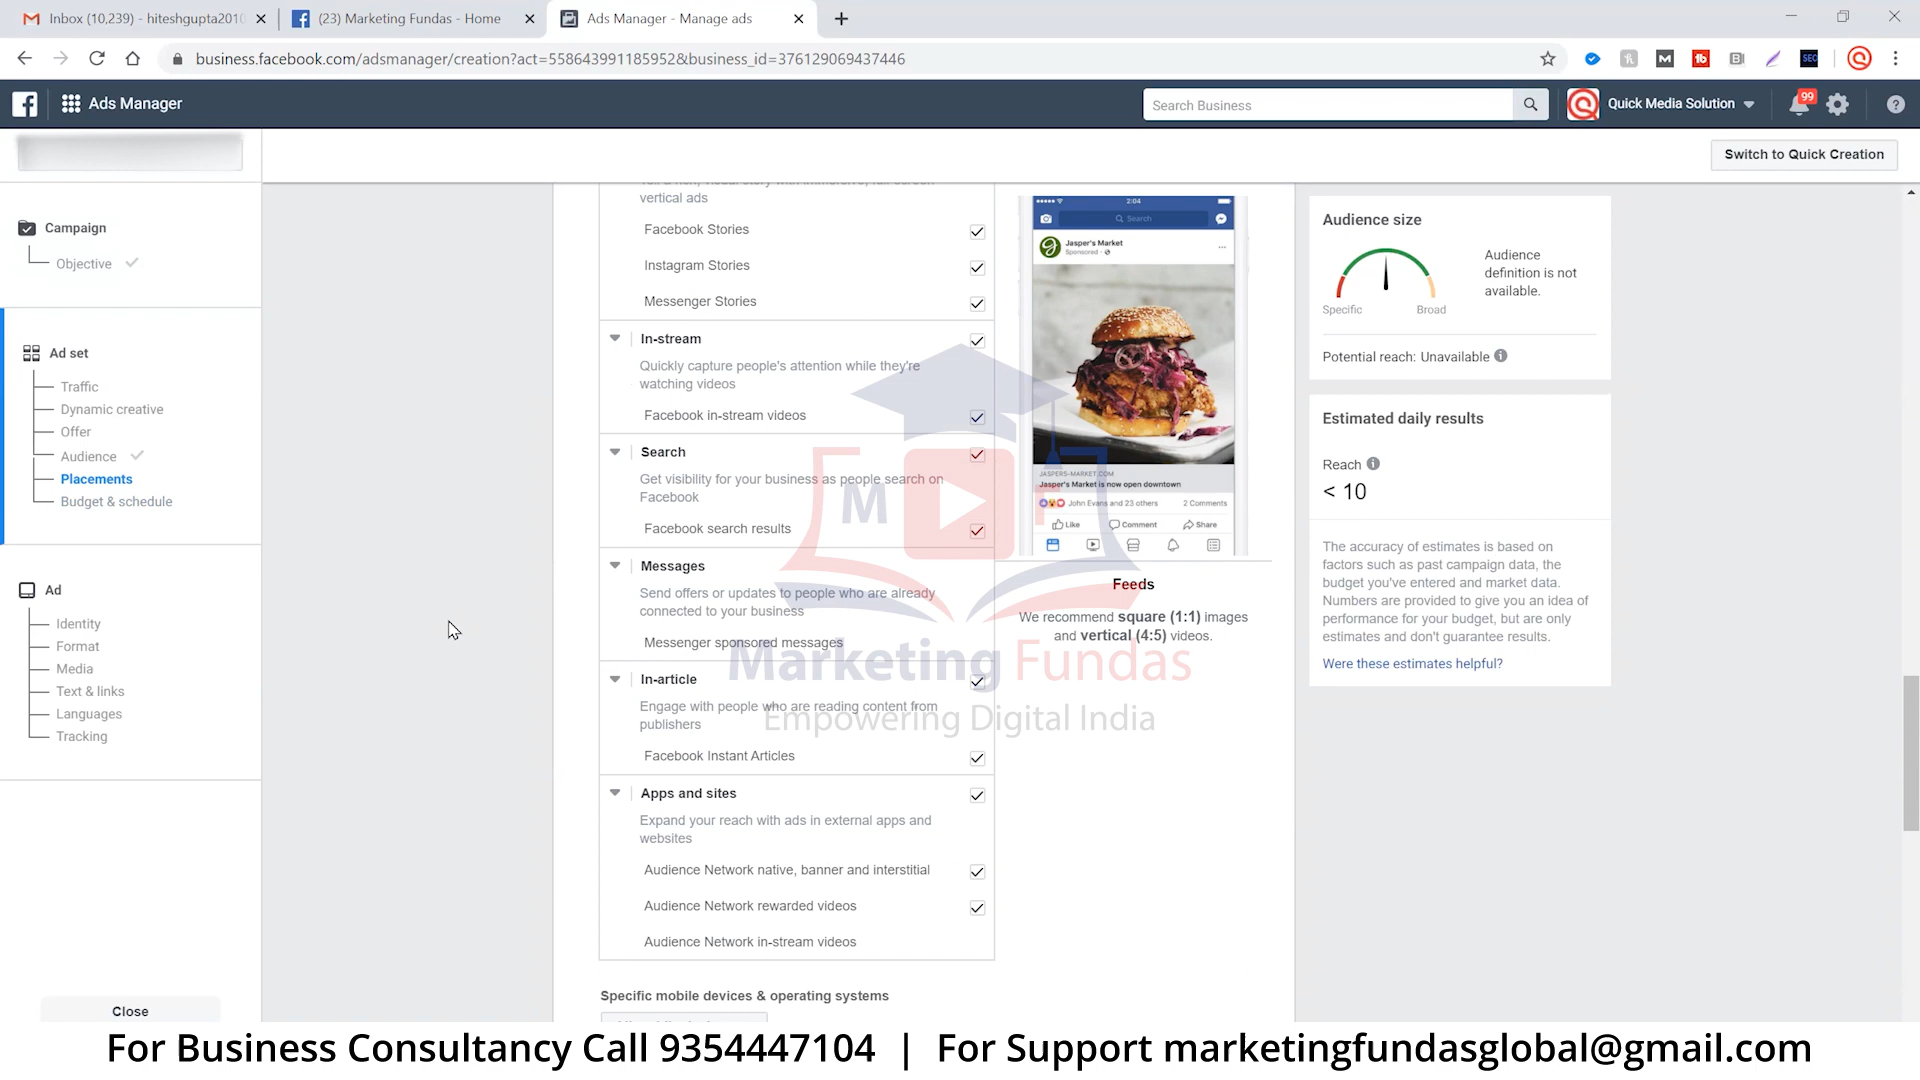 Inbox (10,239) - hiteshgupta2010
(23) Marketing Fundas - Home
Ads Manager - Manage ads
business.facebook.com/adsmanager/creation?act=558643991185952&business_id=376129069437446
Ads Manager
Search Business
Quick Media Solution
99
Switch to Quick Creation
Campaign
Objective
Ad set
Traffic
Dynamic creative
Offer
Audience
Placements
Budget & schedule
Ad
Identity
Format
Media
Text & links
Languages
Tracking
Close
vertical ads
Facebook Stories
Instagram Stories
Messenger Stories
In-stream
Quickly capture people's attention while they're
watching videos
Facebook in-stream videos
Search
Get visibility for your business as people search on
Facebook
Facebook search results
Messages
Send offers or updates to people who are already
connected to your business
Messenger sponsored messages
In-article
Engage with people who are reading content from
publishers
Facebook Instant Articles
Apps and sites
Expand your reach with ads in external apps and
websites
Audience Network native, banner and interstitial
Audience Network rewarded videos
Audience Network in-stream videos
Specific mobile devices & operating systems
2:04
Search
Jasper's Market
Sponsored
JASPERS-MARKET.COM
Jasper's Market is now open downtown
John Evans and 23 others
2 Comments
Like
Comment
Share
Feeds
We recommend square (1:1) images
and vertical (4:5) videos.
M F
Marketing Fundas
Empowering Digital India
Audience size
Specific
Broad
Audience
definition is not
available.
Potential reach: Unavailable
Estimated daily results
Reach
< 10
The accuracy of estimates is based on
factors such as past campaign data, the
budget you've entered and market data.
Numbers are provided to give you an idea of
performance for your budget, but are only
estimates and don't guarantee results.
Were these estimates helpful?
For Business Consultancy Call 9354447104 | For Support marketingfundasglobal@gmail.com